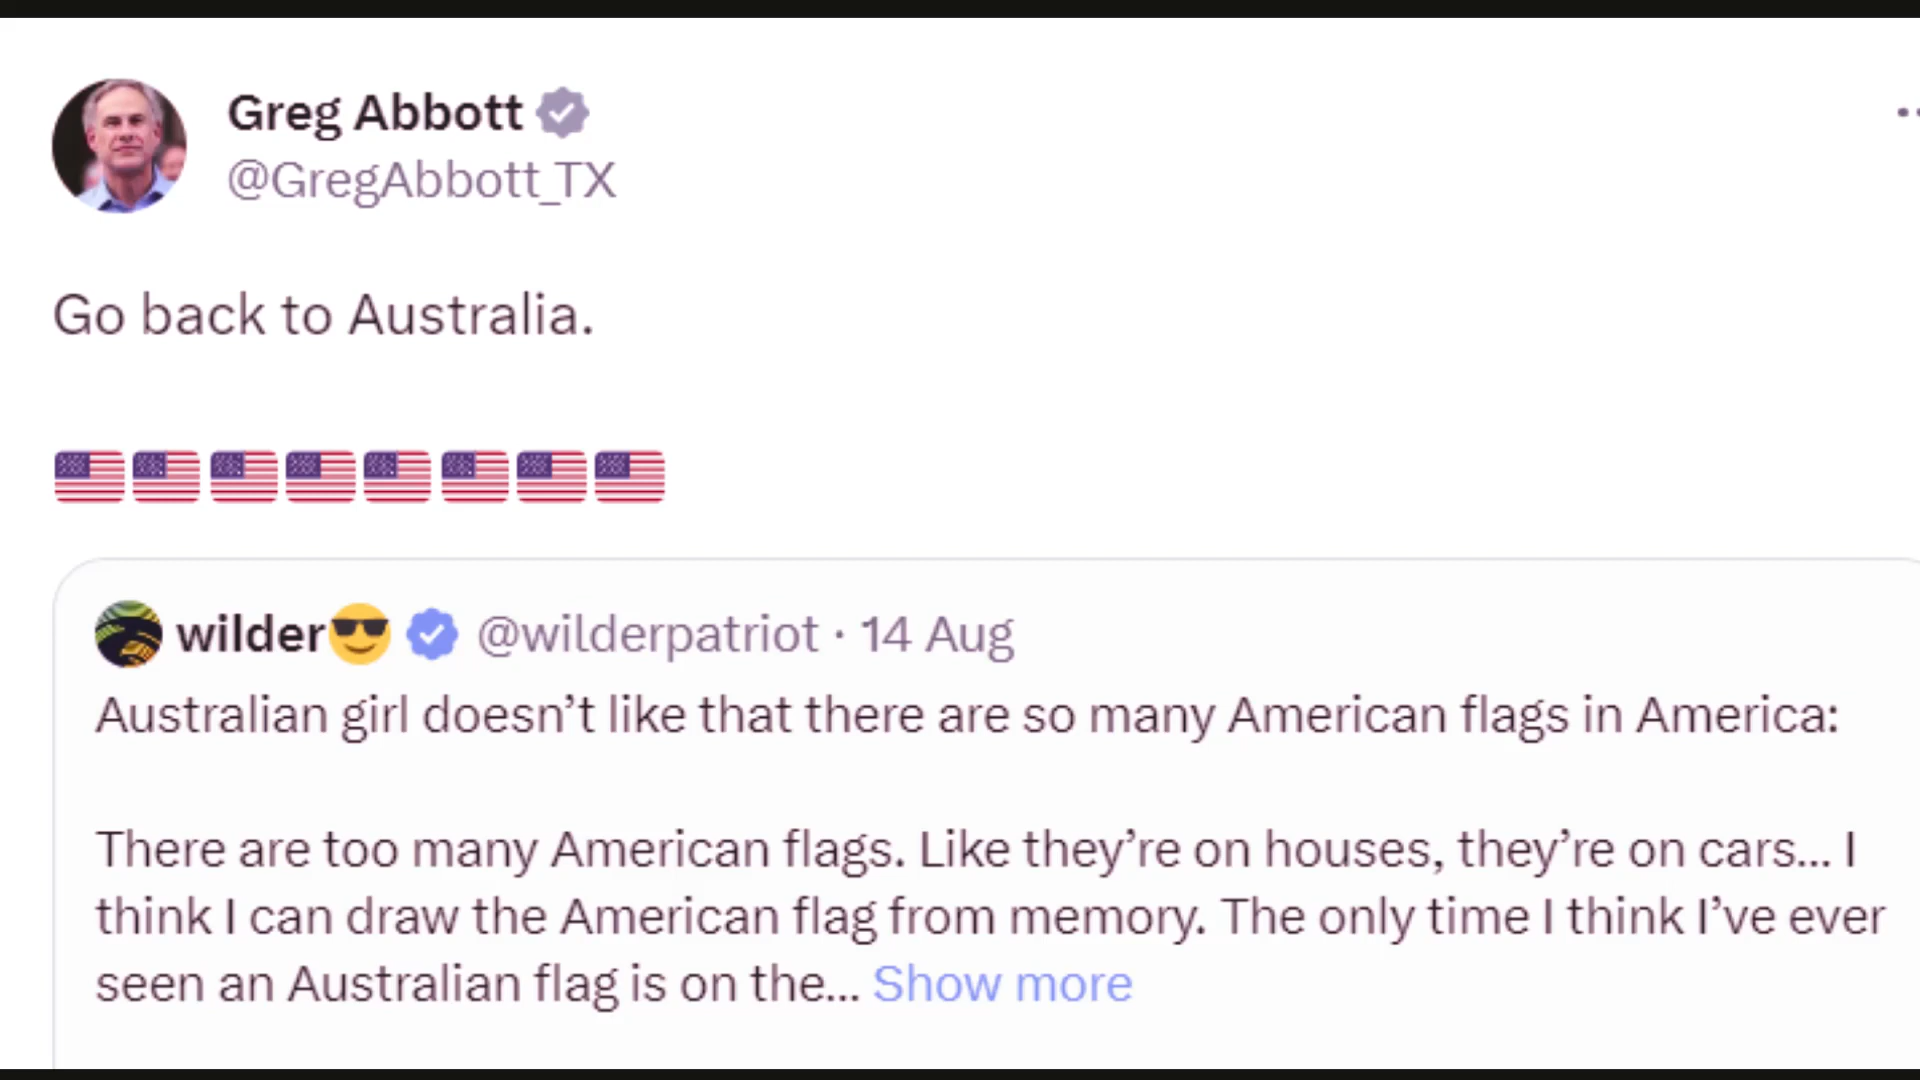 Greg Abbott
@GregAbbott_TX
Go back to Australia.
🇺🇸🇺🇸🇺🇸🇺🇸🇺🇸🇺🇸🇺🇸🇺🇸
wilder😎 @wilderpatriot · 14 Aug
Australian girl doesn’t like that there are so many American flags in America:
There are too many American flags. Like they’re on houses, they’re on cars... I
think I can draw the American flag from memory. The only time I think I’ve ever
seen an Australian flag is on the... Show more